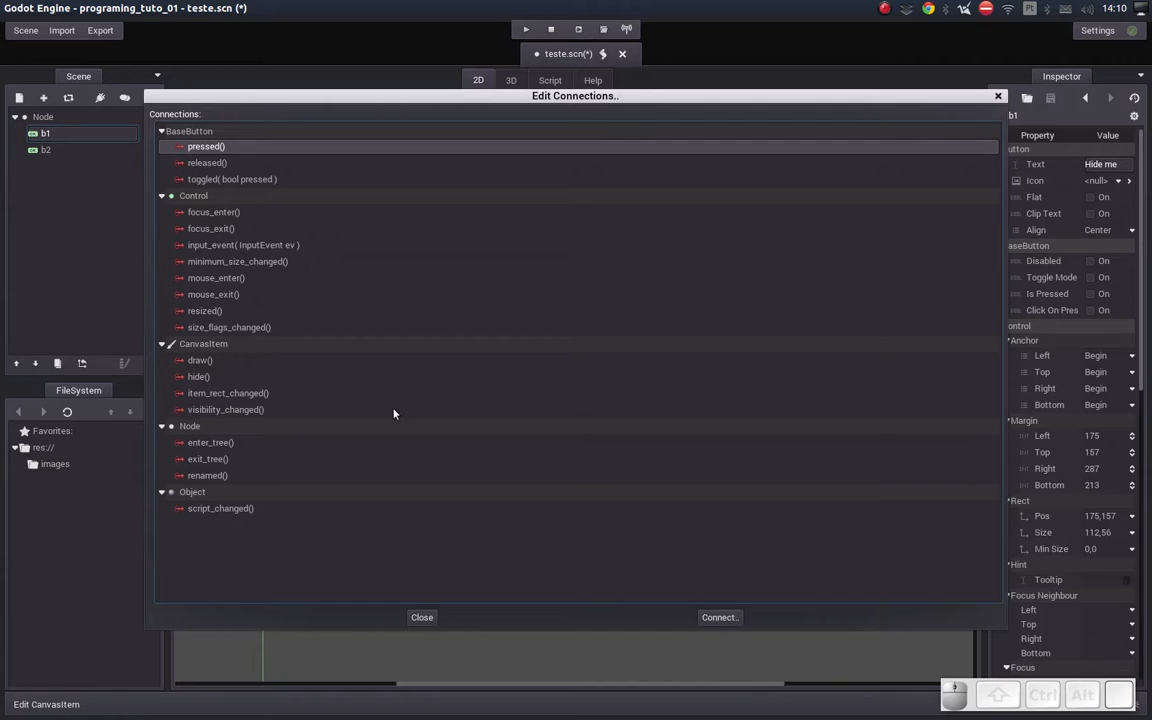 Godot Engine - programing_tuto_01 - teste.scn (*)
Pt
14:10
Scene Import Export
Settings
teste.scn(*)
Scene
2D 3D Script Help
Inspector
Edit Connections..
Node
b1
b2
Connections:
BaseButton
pressed()
released()
toggled( bool pressed )
Control
focus_enter()
focus_exit()
input_event( InputEvent ev )
minimum_size_changed()
mouse_enter()
mouse_exit()
resized()
size_flags_changed()
CanvasItem
draw()
hide()
item_rect_changed()
visibility_changed()
Node
enter_tree()
exit_tree()
renamed()
Object
script_changed()
Close
Connect..
FileSystem
Favorites:
res://
images
b1
Property Value
utton
Text Hide me
Icon <null>
Flat On
Clip Text On
Align Center
aseButton
Disabled On
Toggle Mode On
Is Pressed On
Click On Pres On
ontrol
Anchor
Left Begin
Top Begin
Right Begin
Bottom Begin
Margin
Left 175
Top 157
Right 287
Bottom 213
Rect
Pos 175,157
Size 112,56
Min Size 0,0
Hint
Tooltip
Focus Neighbour
Left
Top
Right
Bottom
Focus
Edit CanvasItem
Ctrl Alt